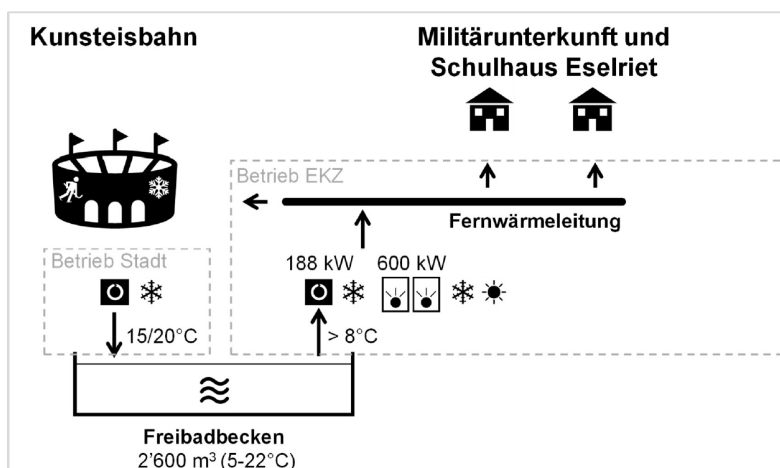 Kunsteisbahn
Militärunterkunft und
Schulhaus Eselriet
Betrieb EKZ
Fernwärmeleitung
Betrieb Stadt
188 kW
600 kW
15/20°C
> 8°C
Freibadbecken
2'600 m³ (5-22°C)